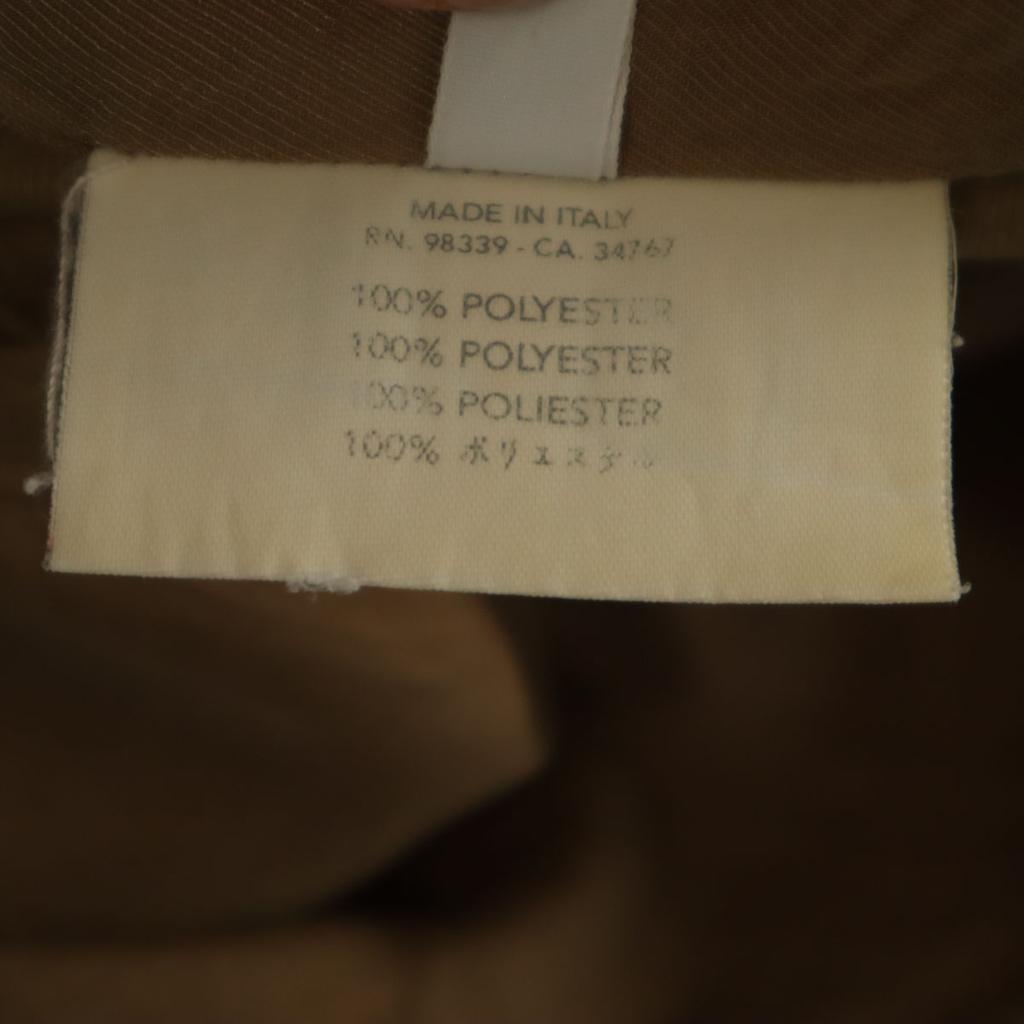 MADE IN ITALY
RN. 98339 - CA. 34767
100% POLYESTER
100% POLYESTER
100% POLIESTER
100% ポリエステル